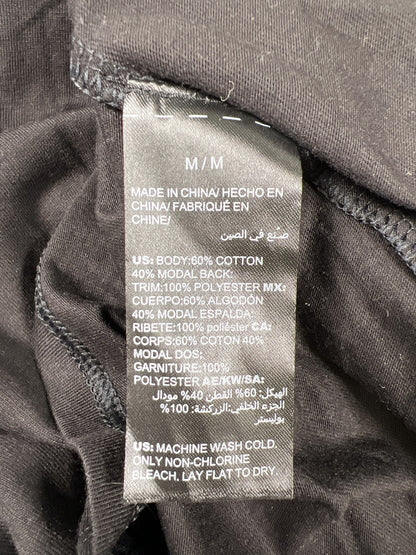 M/M
MADE IN CHINA/ HECHO EN
CHINA/ FABRIQUÉ EN
CHINE/
صنع في الصين
US: BODY:60% COTTON
40% MODAL BACK:
TRIM:100% POLYESTER MX:
CUERPO:60% ALGODÓN
40% MODAL ESPALDA:
RIBETE:100% poliéster CA:
CORPS:60% COTON 40%
MODAL DOS:
GARNITURE:100%
POLYESTER AE/KW/SA:
الهيكل: 60% القطن 40% مودال
الجزء الخلفي: الزركشة: 100%
بوليستر
US: MACHINE WASH COLD.
ONLY NON-CHLORINE
BLEACH. LAY FLAT TO DRY.